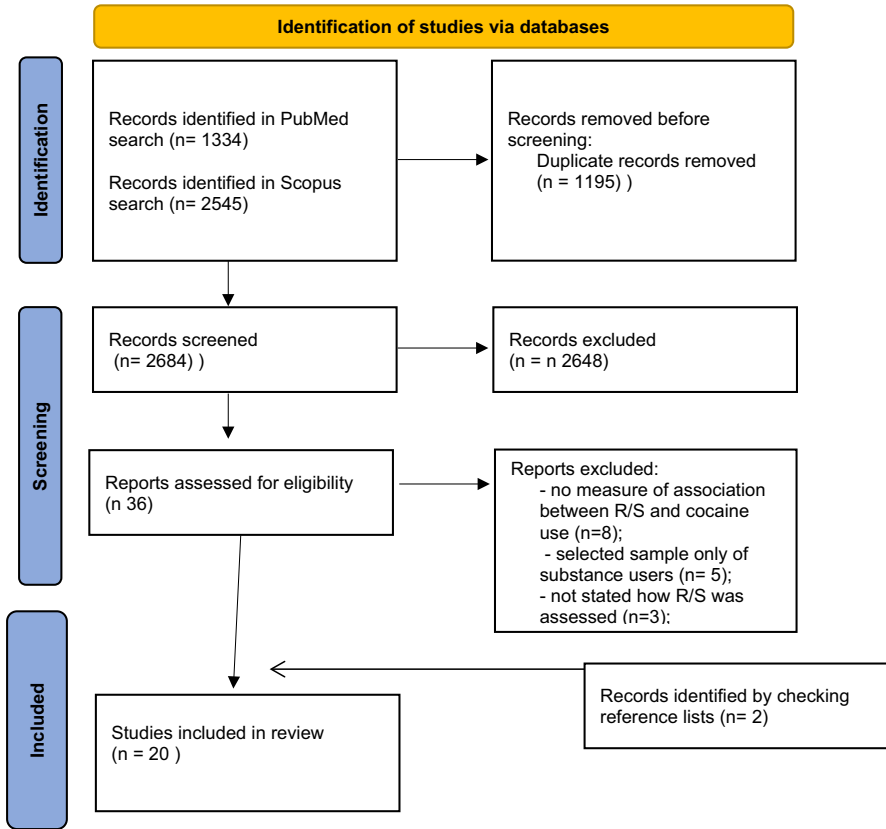 Identification of studies via databases
Identification
Records identified in PubMed
search (n= 1334)
Records identified in Scopus
search (n= 2545)
Records removed before
screening:
Duplicate records removed
(n = 1195) )
Screening
Records screened
(n= 2684) )
Records excluded
(n = n 2648)
Reports assessed for eligibility
(n 36)
Reports excluded:
- no measure of association
between R/S and cocaine
use (n=8);
- selected sample only of
substance users (n= 5);
- not stated how R/S was
assessed (n=3);
Included
Records identified by checking
reference lists (n= 2)
Studies included in review
(n = 20 )